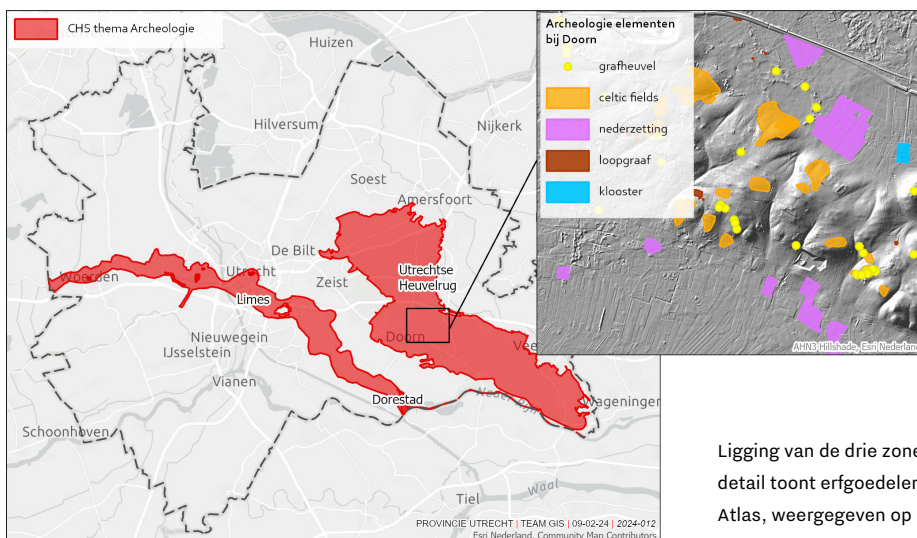 CHS thema Archeologie
Huizen
Hilversum
Nijkerk
Soest
Amersfoort
De Bilt
Utrechtse
Heuvelrug
Woerden
Utrecht
Zeist
Limes
Nieuwegein
IJsselstein
Doorn
Vianen
Dorestad
Wageningen
Schoonhoven
Tiel
Waal
PROVINCIE UTRECHT | TEAM GIS | 09-02-24 | 2024-012
Esri Nederland, Community Map Contributors
Archeologie elementen
bij Doorn
grafheuvel
celtic fields
nederzetting
loopgraaf
klooster
AHN3 Hillshade, Esri Nederland
Ligging van de drie zone
detail toont erfgoedeler
Atlas, weergegeven op